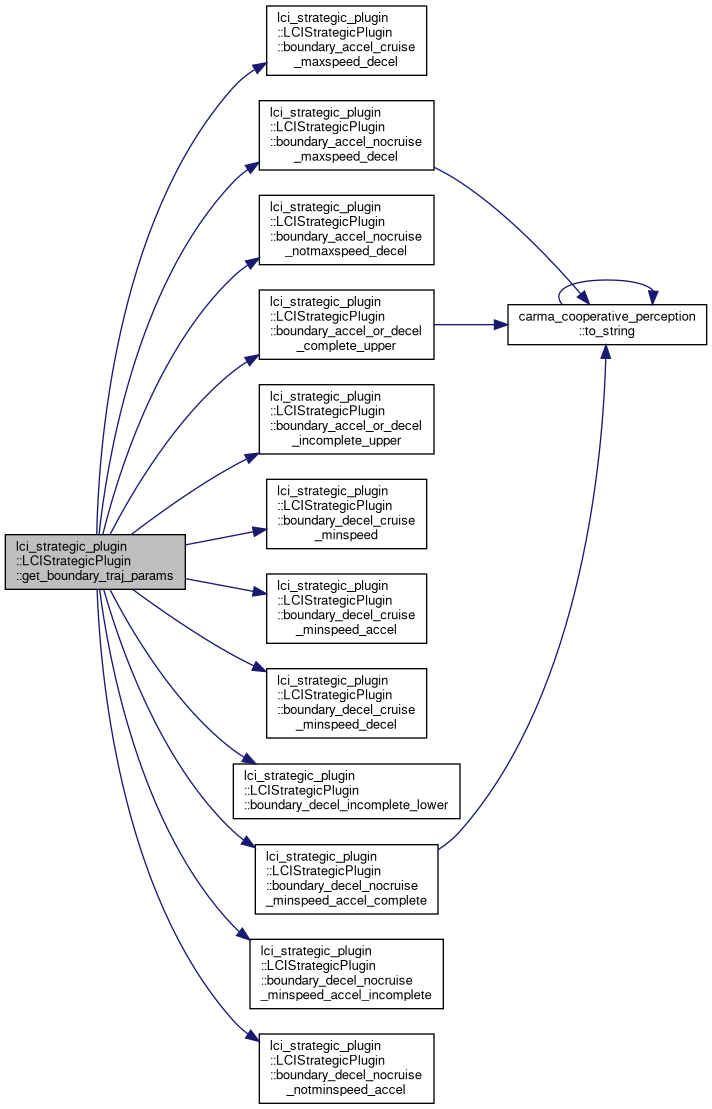 lci_strategic_plugin
::LCIStrategicPlugin
::boundary_accel_cruise
_maxspeed_decel
lci_strategic_plugin
::LCIStrategicPlugin
::boundary_accel_nocruise
_maxspeed_decel
lci_strategic_plugin
::LCIStrategicPlugin
::boundary_accel_nocruise
_notmaxspeed_decel
lci_strategic_plugin
::LCIStrategicPlugin
::boundary_accel_or_decel
_complete_upper
carma_cooperative_perception
::to_string
lci_strategic_plugin
::LCIStrategicPlugin
::boundary_accel_or_decel
_incomplete_upper
lci_strategic_plugin
::LCIStrategicPlugin
::boundary_decel_cruise
_minspeed
lci_strategic_plugin
::LCIStrategicPlugin
::get_boundary_traj_params
lci_strategic_plugin
::LCIStrategicPlugin
::boundary_decel_cruise
_minspeed_accel
lci_strategic_plugin
::LCIStrategicPlugin
::boundary_decel_cruise
_minspeed_decel
lci_strategic_plugin
::LCIStrategicPlugin
::boundary_decel_incomplete_lower
lci_strategic_plugin
::LCIStrategicPlugin
::boundary_decel_nocruise
_minspeed_accel_complete
lci_strategic_plugin
::LCIStrategicPlugin
::boundary_decel_nocruise
_minspeed_accel_incomplete
lci_strategic_plugin
::LCIStrategicPlugin
::boundary_decel_nocruise
_notminspeed_accel